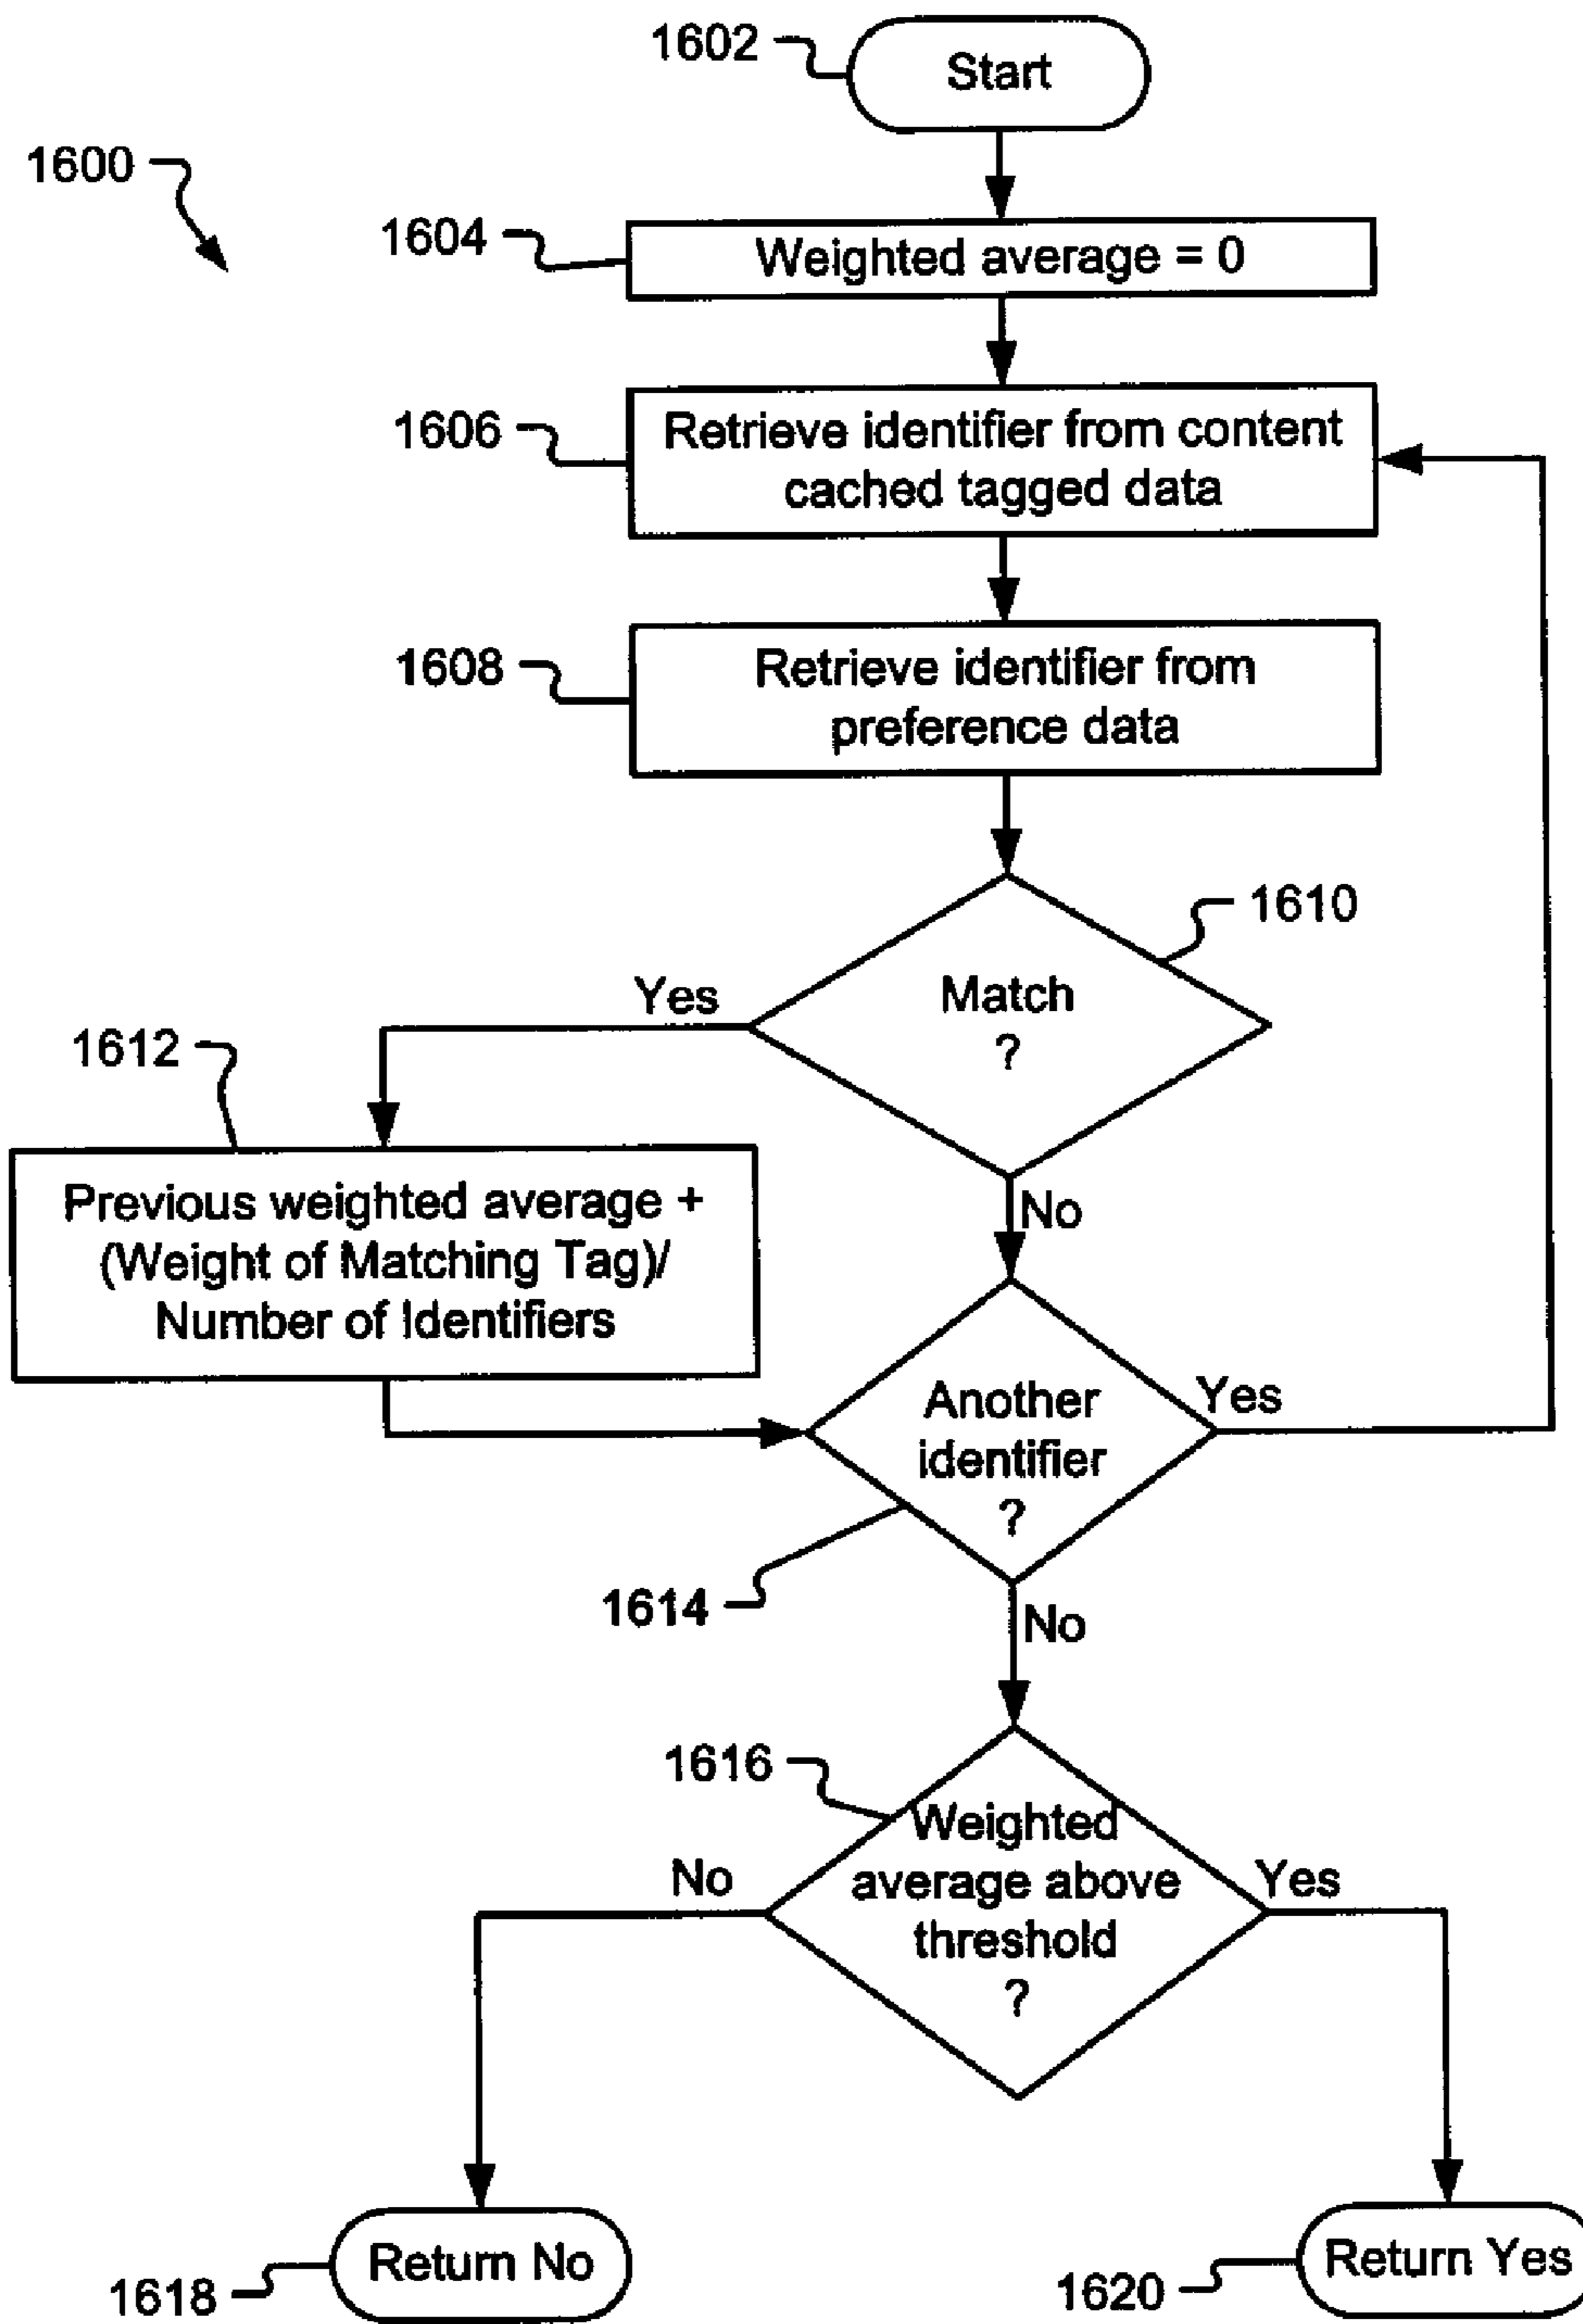 1602
Start
1600
1604
Weighted average = 0
1606
Retrieve identifier from content
cached tagged data
1608
Retrieve identifier from
preference data
1610
Match
?
Yes
1612
No
Previous weighted average +
(Weight of Matching Tag)/
Number of Identifiers
Another
identifier
?
Yes
1614
No
1616
Weighted
average above
threshold
?
No
Yes
Return No
1618
Return Yes
1620